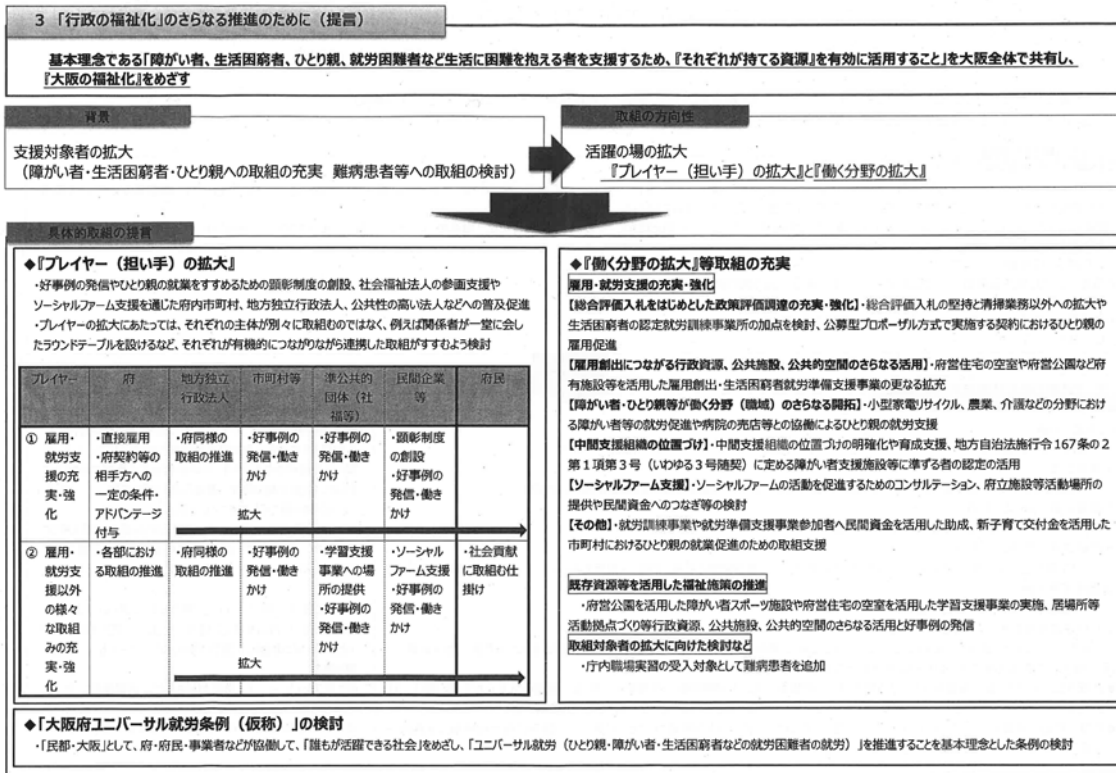 3 「行政の福祉化」のさらなる推進のために（提言）
基本理念である「障がい者、生活困窮者、ひとり親、就労困難者など生活に困難を抱える者を支援するため、『それぞれが持てる資源』を有効に活用すること」を大阪全体で共有し、
『大阪の福祉化』をめざす
背景
支援対象者の拡大
（障がい者・生活困窮者・ひとり親への取組の充実 難病患者等への取組の検討）
取組の方向性
活躍の場の拡大
『プレイヤー（担い手）の拡大』と『働く分野の拡大』
具体的取組の提言
◆『プレイヤー（担い手）の拡大』
・好事例の発信やひとり親の就業をすすめるための顕彰制度の創設、社会福祉法人の参画支援や
ソーシャルファーム支援を通じた府内市町村、地方独立行政法人、公共性の高い法人などへの普及促進
・プレイヤーの拡大にあたっては、それぞれの主体が別々に取組むのではなく、例えば関係者が一堂に会し
たラウンドテーブルを設けるなど、それぞれが有機的につながりながら連携した取組がすすむよう検討
プレイヤー
府
地方独立
行政法人
市町村等
準公共的
団体（社
福等）
民間企業
等
府民
① 雇用・
就労支
援の充
実・強
化
・直接雇用
・府契約等の
相手方への
一定の条件・
アドバンテージ
付与
・府同様の
取組の推進
・好事例の
発信・働き
かけ
・好事例の
発信・働き
かけ
・顕彰制度
の創設
・好事例の
発信・働き
かけ
拡大
② 雇用・
就労支
援以外
の様々
な取組
みの充
実・強
化
・各部におけ
る取組の推進
・府同様の
取組の推進
・好事例の
発信・働き
かけ
・学習支援
事業への場
所の提供
・好事例の
発信・働き
かけ
・ソーシャル
ファーム支援
・好事例の
発信・働き
かけ
・社会貢献
に取組む仕
掛け
拡大
◆『働く分野の拡大』等取組の充実
雇用・就労支援の充実・強化
【総合評価入札をはじめとした政策評価調達の充実・強化】・総合評価入札の堅持と清掃業務以外への拡大や
生活困窮者の認定就労訓練事業所の加点を検討、公募型プロポーザル方式で実施する契約におけるひとり親の
雇用促進
【雇用創出につながる行政資源、公共施設、公共的空間のさらなる活用】・府営住宅の空室や府営公園など府
有施設等を活用した雇用創出・生活困窮者就労準備支援事業の更なる拡充
【障がい者・ひとり親等が働く分野（職域）のさらなる開拓】・小型家電リサイクル、農業、介護などの分野におけ
る障がい者等の就労促進や病院の売店等との協働によるひとり親の就労支援
【中間支援組織の位置づけ】・中間支援組織の位置づけの明確化や育成支援、地方自治法施行令167条の2
第1項第3号（いわゆる3号随契）に定める障がい者支援施設等に準ずる者の認定の活用
【ソーシャルファーム支援】・ソーシャルファームの活動を促進するためのコンサルテーション、府立施設等活動場所の
提供や民間資金へのつなぎ等の検討
【その他】・就労訓練事業や就労準備支援事業参加者へ民間資金を活用した助成、新子育て交付金を活用した
市町村におけるひとり親の就業促進のための取組支援
既存資源等を活用した福祉施策の推進
・府営公園を活用した障がい者スポーツ施設や府営住宅の空室を活用した学習支援事業の実施、居場所等
活動拠点づくり等行政資源、公共施設、公共的空間のさらなる活用と好事例の発信
取組対象者の拡大に向けた検討など
・庁内職場実習の受入対象として難病患者を追加
◆「大阪府ユニバーサル就労条例（仮称）」の検討
・「民都・大阪」として、府・府民・事業者などが協働して、「誰もが活躍できる社会」をめざし、「ユニバーサル就労（ひとり親・障がい者・生活困窮者などの就労困難者の就労）」を推進することを基本理念とした条例の検討